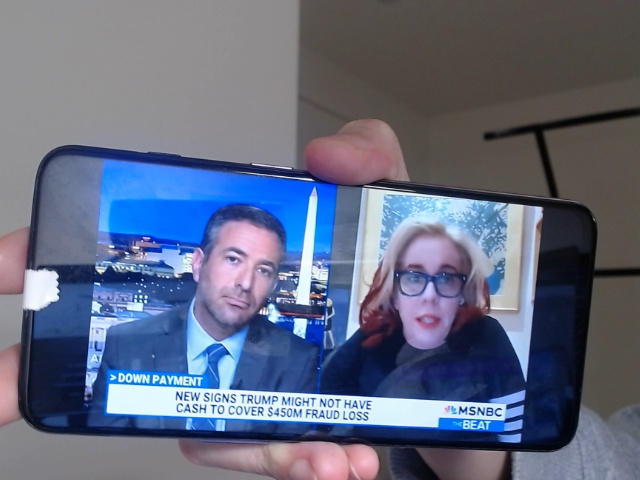 > DOWN PAYMENT
NEW SIGNS TRUMP MIGHT NOT HAVE
CASH TO COVER $450M FRAUD LOSS
MSNBC
THE BEAT